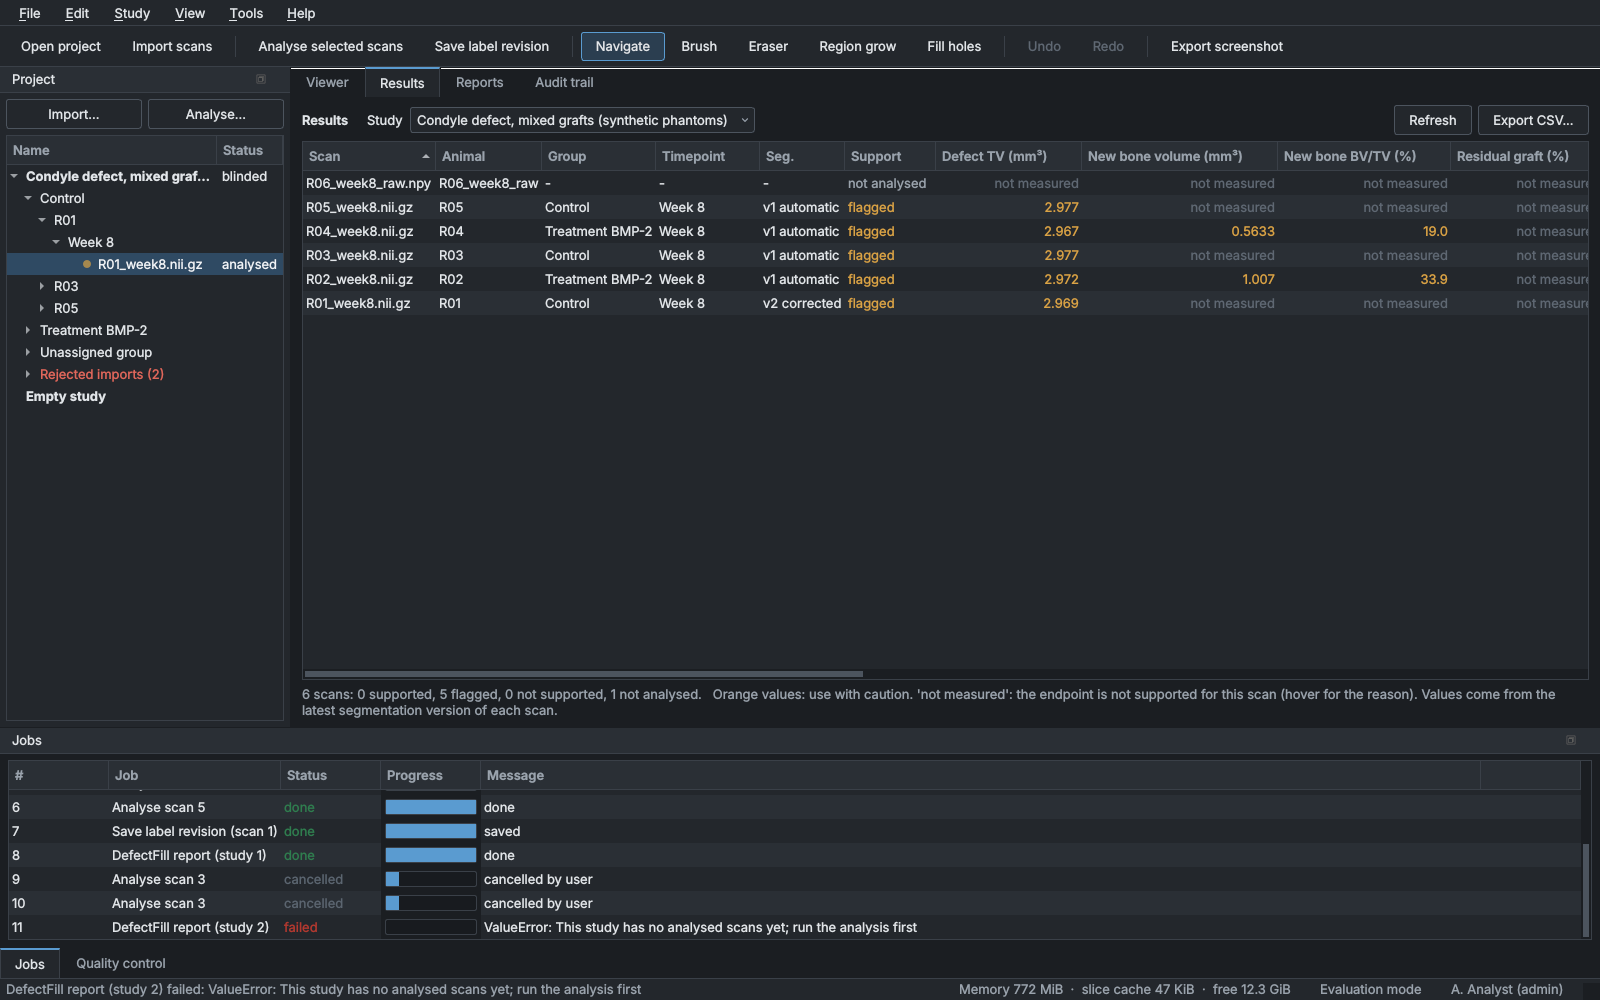 File Edit Study View Tools Help
Open project Import scans Analyse selected scans Save label revision Navigate Brush Eraser Region grow Fill holes Undo Redo Export screenshot
Project
Import... Analyse...
Name Status
Condyle defect, mixed graf... blinded
Control
R01
Week 8
R01_week8.nii.gz analysed
R03
R05
Treatment BMP-2
Unassigned group
Rejected imports (2)
Empty study
Viewer Results Reports Audit trail
Results Study Condyle defect, mixed grafts (synthetic phantoms) Refresh Export CSV...
Scan Animal Group Timepoint Seg. Support Defect TV (mm³) New bone volume (mm³) New bone BV/TV (%) Residual graft (%)
R06_week8_raw.npy R06_week8_raw - - - not analysed not measured not measured not measured not measur
R05_week8.nii.gz R05 Control Week 8 v1 automatic flagged 2.977 not measured not measured not measur
R04_week8.nii.gz R04 Treatment BMP-2 Week 8 v1 automatic flagged 2.967 0.5633 19.0 not measur
R03_week8.nii.gz R03 Control Week 8 v1 automatic flagged 2.977 not measured not measured not measur
R02_week8.nii.gz R02 Treatment BMP-2 Week 8 v1 automatic flagged 2.972 1.007 33.9 not measur
R01_week8.nii.gz R01 Control Week 8 v2 corrected flagged 2.969 not measured not measured not measur
6 scans: 0 supported, 5 flagged, 0 not supported, 1 not analysed. Orange values: use with caution. 'not measured': the endpoint is not supported for this scan (hover for the reason). Values come from the
latest segmentation version of each scan.
Jobs
# Job Status Progress Message
6 Analyse scan 5 done done
7 Save label revision (scan 1) done saved
8 DefectFill report (study 1) done done
9 Analyse scan 3 cancelled cancelled by user
10 Analyse scan 3 cancelled cancelled by user
11 DefectFill report (study 2) failed ValueError: This study has no analysed scans yet; run the analysis first
Jobs Quality control
DefectFill report (study 2) failed: ValueError: This study has no analysed scans yet; run the analysis first Memory 772 MiB · slice cache 47 KiB · free 12.3 GiB Evaluation mode A. Analyst (admin)